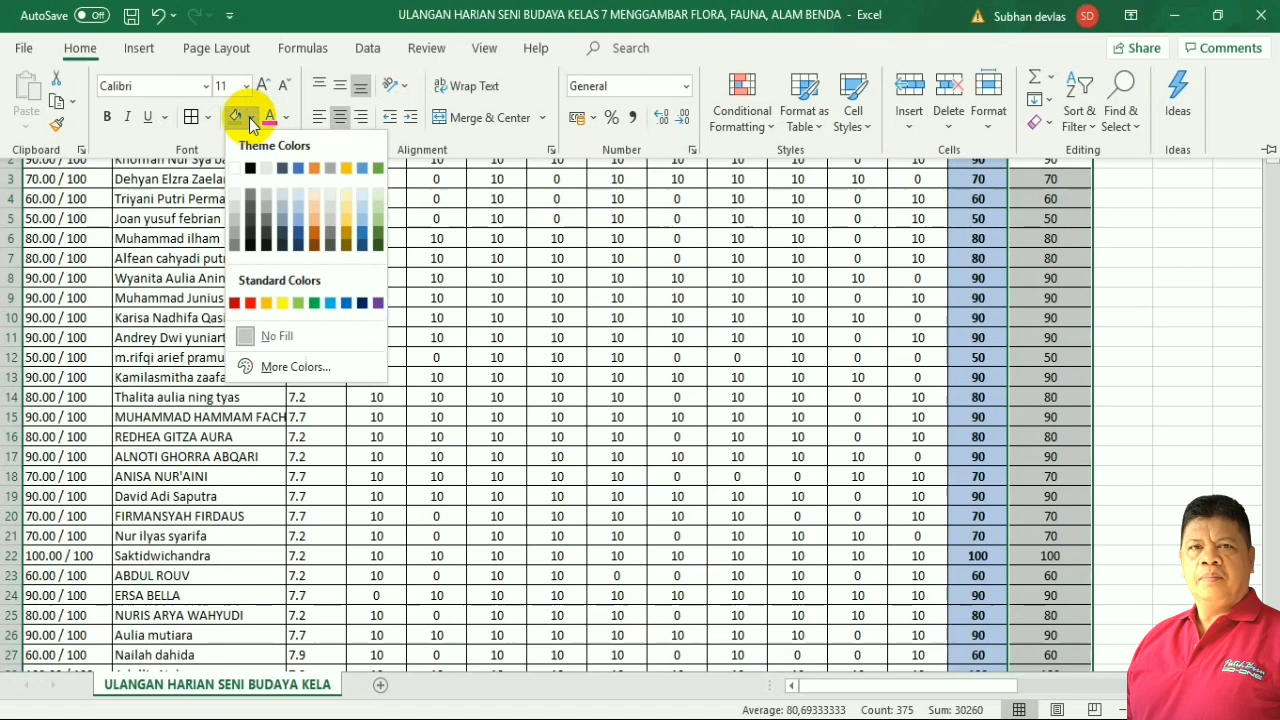 AutoSave Off ULANGAN HARIAN SENI BUDAYA KELAS 7 MENGGAMBAR FLORA, FAUNA, ALAM BENDA - Excel Subhan devlas SD
File Home Insert Page Layout Formulas Data Review View Help Search Share Comments
Calibri 11 Wrap Text General
Paste B I U A Merge & Center % Conditional Formatting Format as Table Cell Styles Insert Delete Format Sort & Filter Find & Select Ideas
Clipboard Font Alignment Number Styles Cells Editing Ideas
Theme Colors
Standard Colors
No Fill
More Colors...
2 90.00 / 100 10 10 10 10 90 90
3 70.00 / 100 Dehyan Elzra Zaelan 0 10 0 10 10 10 10 0 70 70
4 60.00 / 100 Triyani Putri Perma 0 10 0 10 0 10 10 10 60 60
5 50.00 / 100 Joan yusuf febrian 0 10 0 10 0 10 10 0 50 50
6 80.00 / 100 Muhammad ilham 10 10 10 10 0 10 10 10 80 80
7 80.00 / 100 Alfean cahyadi putr 10 10 10 10 0 10 10 10 80 80
8 90.00 / 100 Wyanita Aulia Anin 10 10 10 10 10 10 10 0 90 90
9 90.00 / 100 Muhammad Junius 10 10 10 10 10 10 10 10 90 90
10 90.00 / 100 Karisa Nadhifa Qasi 10 10 10 10 0 10 10 10 90 90
11 90.00 / 100 Andrey Dwi yuniart 10 10 10 10 0 10 10 10 90 90
12 50.00 / 100 m.rifqi arief pramu 10 10 10 10 0 0 10 0 50 50
13 90.00 / 100 Kamilasmitha zaafa 10 10 10 10 10 10 10 0 90 90
14 80.00 / 100 Thalita aulia ning tyas 7.2 10 10 10 10 10 0 10 10 10 80 80
15 90.00 / 100 MUHAMMAD HAMMAM FACH 7.7 10 10 10 10 10 10 10 10 10 90 90
16 80.00 / 100 REDHEA GITZA AURA 7.2 10 10 10 10 10 0 10 10 0 10 80 80
17 90.00 / 100 ALNOTI GHORRA ABQARI 7.2 10 10 10 10 10 0 10 10 10 10 90 90
18 70.00 / 100 ANISA NUR'AINI 7.7 10 10 10 10 10 0 0 10 10 70 70
19 90.00 / 100 David Adi Saputra 7.7 10 10 10 10 10 10 10 10 90 90
20 70.00 / 100 FIRMANSYAH FIRDAUS 7.7 10 0 10 10 10 10 10 0 0 70 70
21 70.00 / 100 Nur ilyas syarifa 7.2 10 10 10 10 0 10 0 10 70 70
22 100.00 / 100 Saktidwichandra 7.2 10 10 10 10 10 10 10 10 10 10 100 100
23 60.00 / 100 ABDUL ROUV 7.2 10 10 10 0 0 10 10 60 60
24 90.00 / 100 ERSA BELLA 7.7 0 10 10 10 10 10 10 10 10 10 90 90
25 80.00 / 100 NURIS ARYA WAHYUDI 7.2 10 10 10 10 0 10 10 0 10 80 80
26 90.00 / 100 Aulia mutiara 7.7 10 10 10 10 10 10 10 0 10 90 90
27 60.00 / 100 Nailah dahida 7.9 10 0 10 10 0 10 0 10 60 60
ULANGAN HARIAN SENI BUDAYA KELA
Average: 80,69333333 Count: 375 Sum: 30260